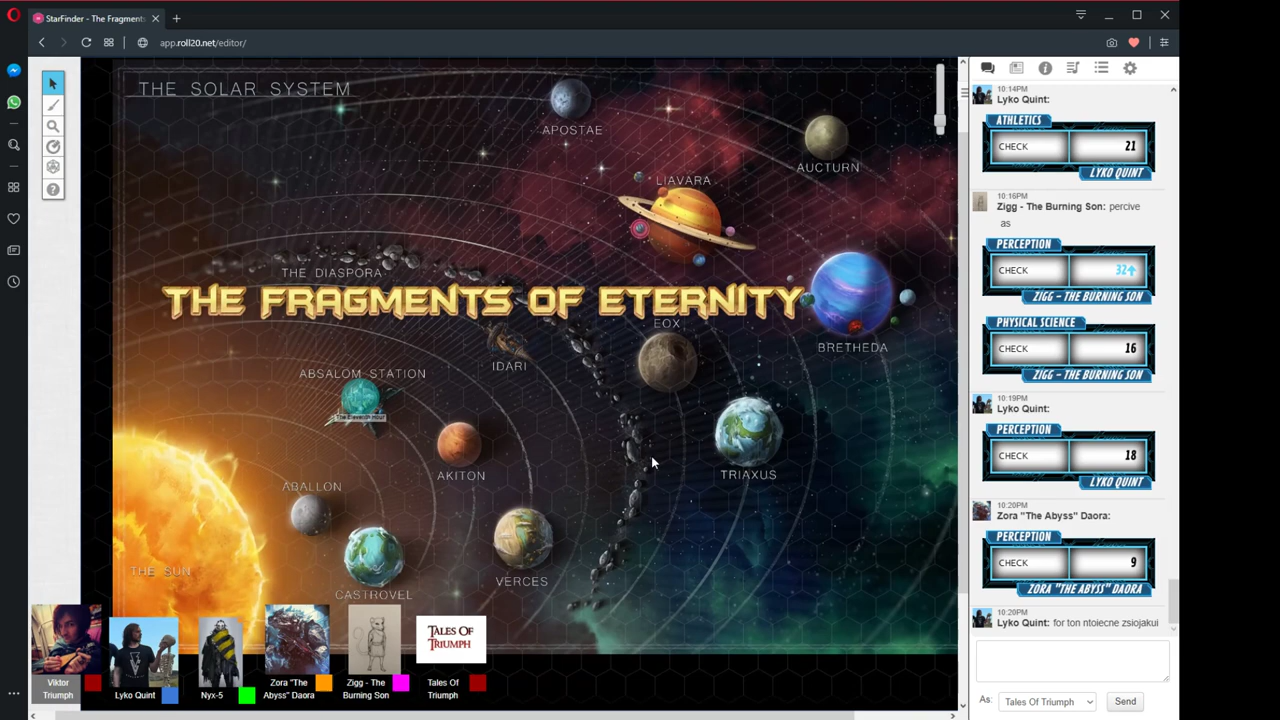 StarFinder - The Fragments
app.roll20.net/editor/
THE SOLAR SYSTEM
APOSTAE
AUCTURN
LIAVARA
THE DIASPORA
THE FRAGMENTS OF ETERNITY
EOX
BRETHEDA
IDARI
ABSALOM STATION
The Eleventh Hour
AKITON
TRIAXUS
ABALLON
THE SUN
VERCES
CASTROVEL
Viktor
Triumph
Lyko Quint
Nyx-5
Zora "The
Abyss" Daora
Zigg - The
Burning Son
TALES OF
TRIUMPH
Tales Of
Triumph
10:14PM
Lyko Quint:
ATHLETICS
CHECK 21
LYKO QUINT
10:16PM
Zigg - The Burning Son: percive
as
PERCEPTION
CHECK 32
ZIGG - THE BURNING SON
PHYSICAL SCIENCE
CHECK 16
ZIGG - THE BURNING SON
10:19PM
Lyko Quint:
PERCEPTION
CHECK 18
LYKO QUINT
10:20PM
Zora "The Abyss" Daora:
PERCEPTION
CHECK 9
ZORA "THE ABYSS" DAORA
10:20PM
Lyko Quint: for ton ntoiecne zsiojakui
As: Tales Of Triumph Send